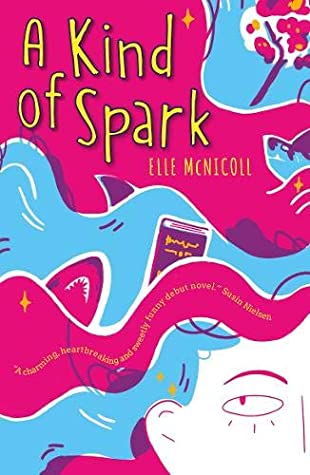 A Kind
of Spark
ELLE McNICOLL
"A charming, heartbreaking and sweetly funny debut novel." Susin Nielsen